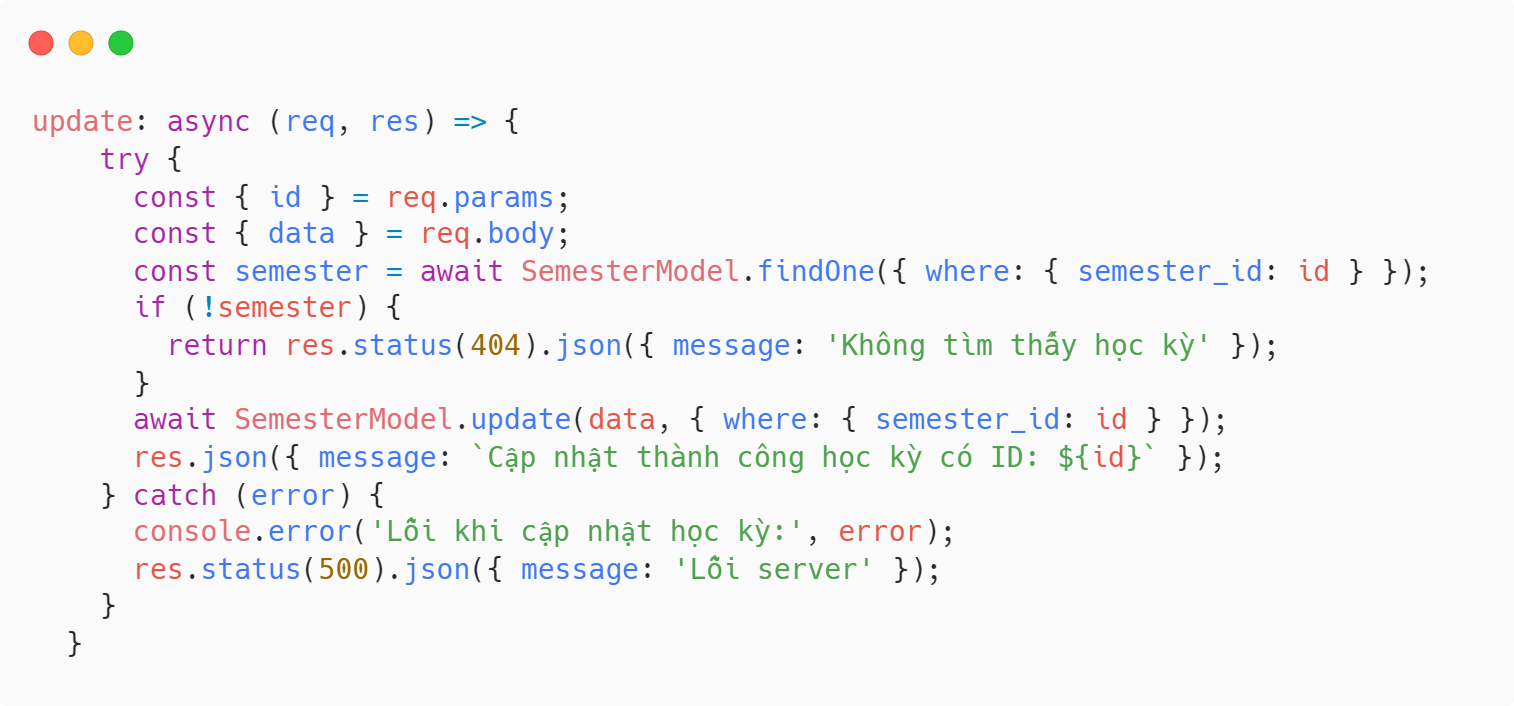 update: async (req, res) => {
    try {
      const { id } = req.params;
      const { data } = req.body;
      const semester = await SemesterModel.findOne({ where: { semester_id: id } });
      if (!semester) {
        return res.status(404).json({ message: 'Không tìm thấy học kỳ' });
      }
      await SemesterModel.update(data, { where: { semester_id: id } });
      res.json({ message: `Cập nhật thành công học kỳ có ID: ${id}` });
    } catch (error) {
      console.error('Lỗi khi cập nhật học kỳ:', error);
      res.status(500).json({ message: 'Lỗi server' });
    }
  }